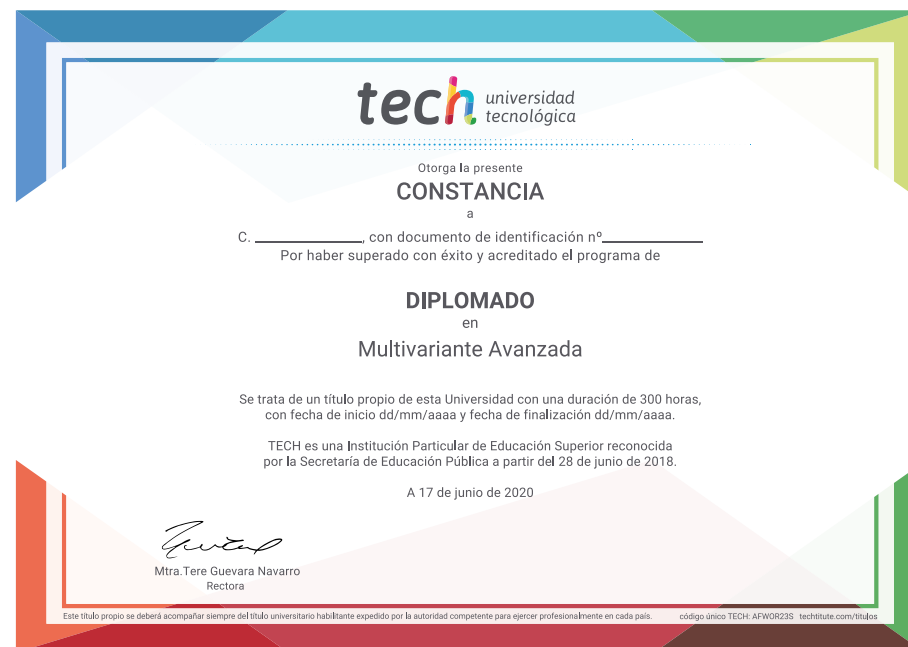 tech universidad
tecnológica
Otorga la presente
CONSTANCIA
a
C. ____________, con documento de identificación nº____________
Por haber superado con éxito y acreditado el programa de
DIPLOMADO
en
Multivariante Avanzada
Se trata de un título propio de esta Universidad con una duración de 300 horas,
con fecha de inicio dd/mm/aaaa y fecha de finalización dd/mm/aaaa.
TECH es una Institución Particular de Educación Superior reconocida
por la Secretaría de Educación Pública a partir del 28 de junio de 2018.
A 17 de junio de 2020
Mtra.Tere Guevara Navarro
Rectora
Este título propio se deberá acompañar siempre del título universitario habilitante expedido por la autoridad competente para ejercer profesionalmente en cada país. código único TECH: AFWOR23S techtitute.com/titulos